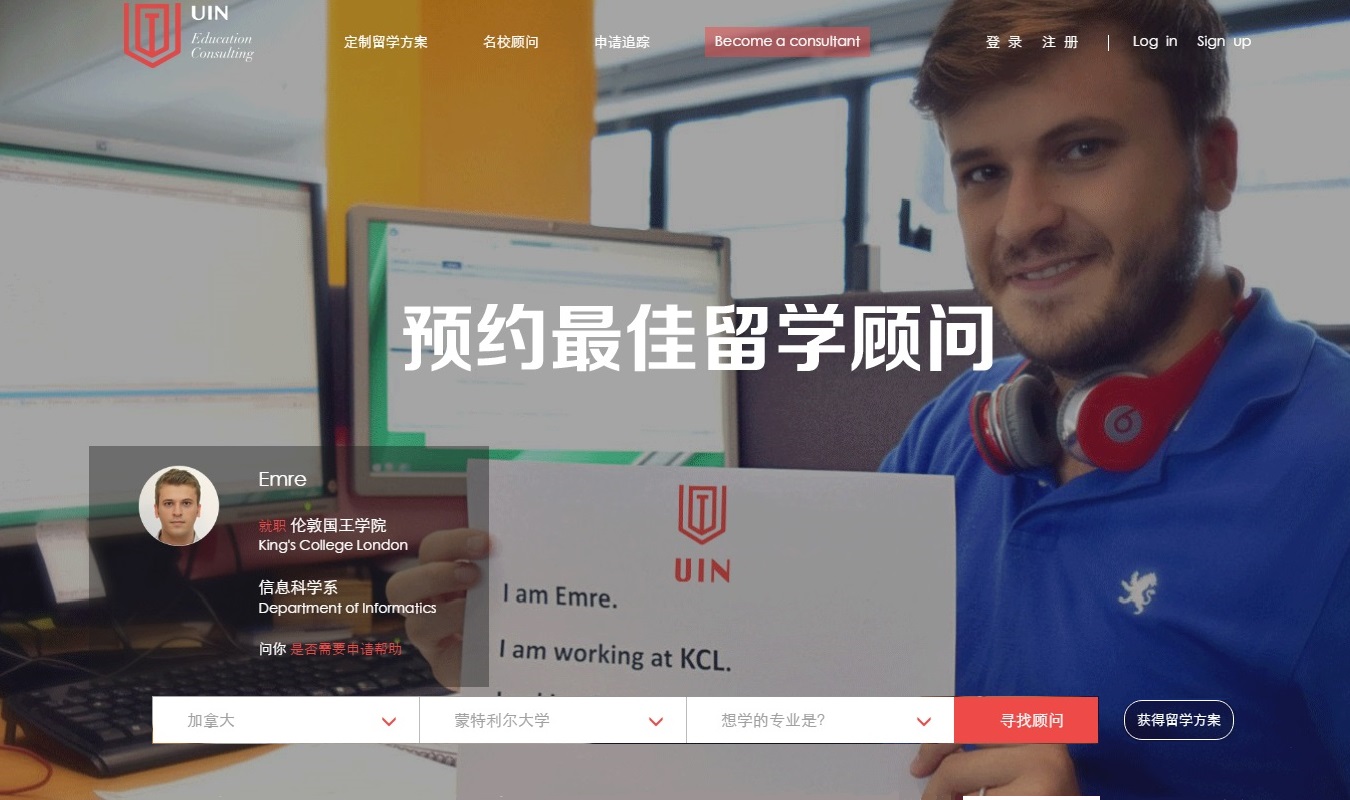 UIN
Education
Consulting
定制留学方案
名校顾问
申请追踪
Become a consultant
登 录
注 册
Log in
Sign up
预约最佳留学顾问
Emre
就职 伦敦国王学院
King's College London
信息科学系
Department of Informatics
问你 是否需要申请帮助
UIN
I am Emre.
I am working at KCL.
加拿大
蒙特利尔大学
想学的专业是?
寻找顾问
获得留学方案